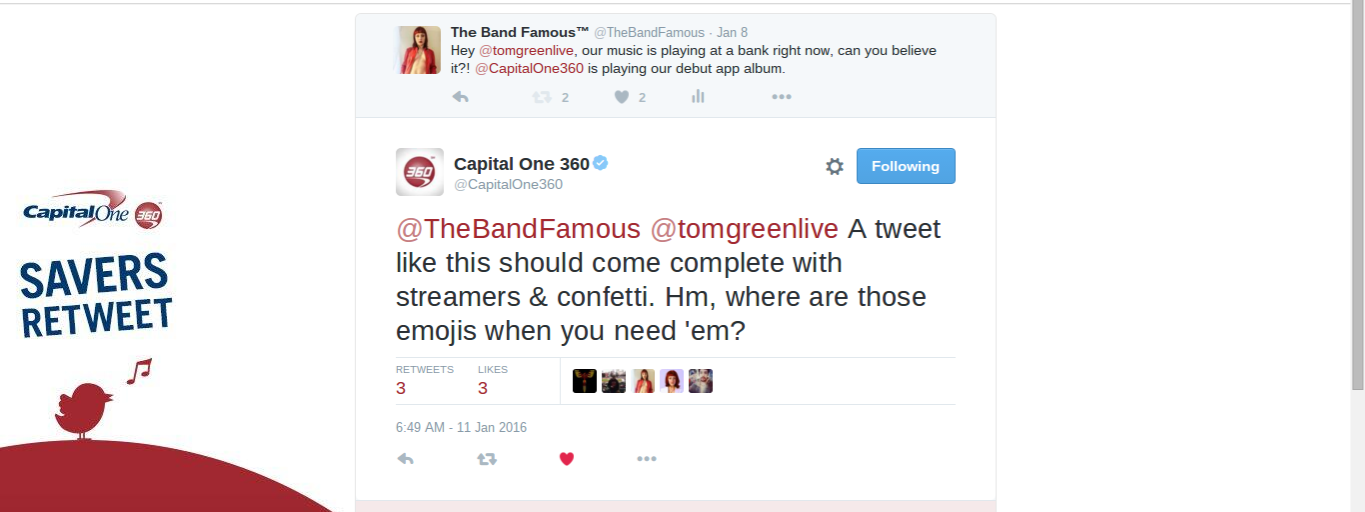 The Band Famous™ @TheBandFamous · Jan 8
Hey @tomgreenlive, our music is playing at a bank right now, can you believe
it?! @CapitalOne360 is playing our debut app album.
2 2
Capital One 360
@CapitalOne360
Following
360
@TheBandFamous @tomgreenlive A tweet
like this should come complete with
streamers & confetti. Hm, where are those
emojis when you need 'em?
RETWEETS LIKES
3 3
6:49 AM - 11 Jan 2016
CapitalOne 360
SAVERS
RETWEET